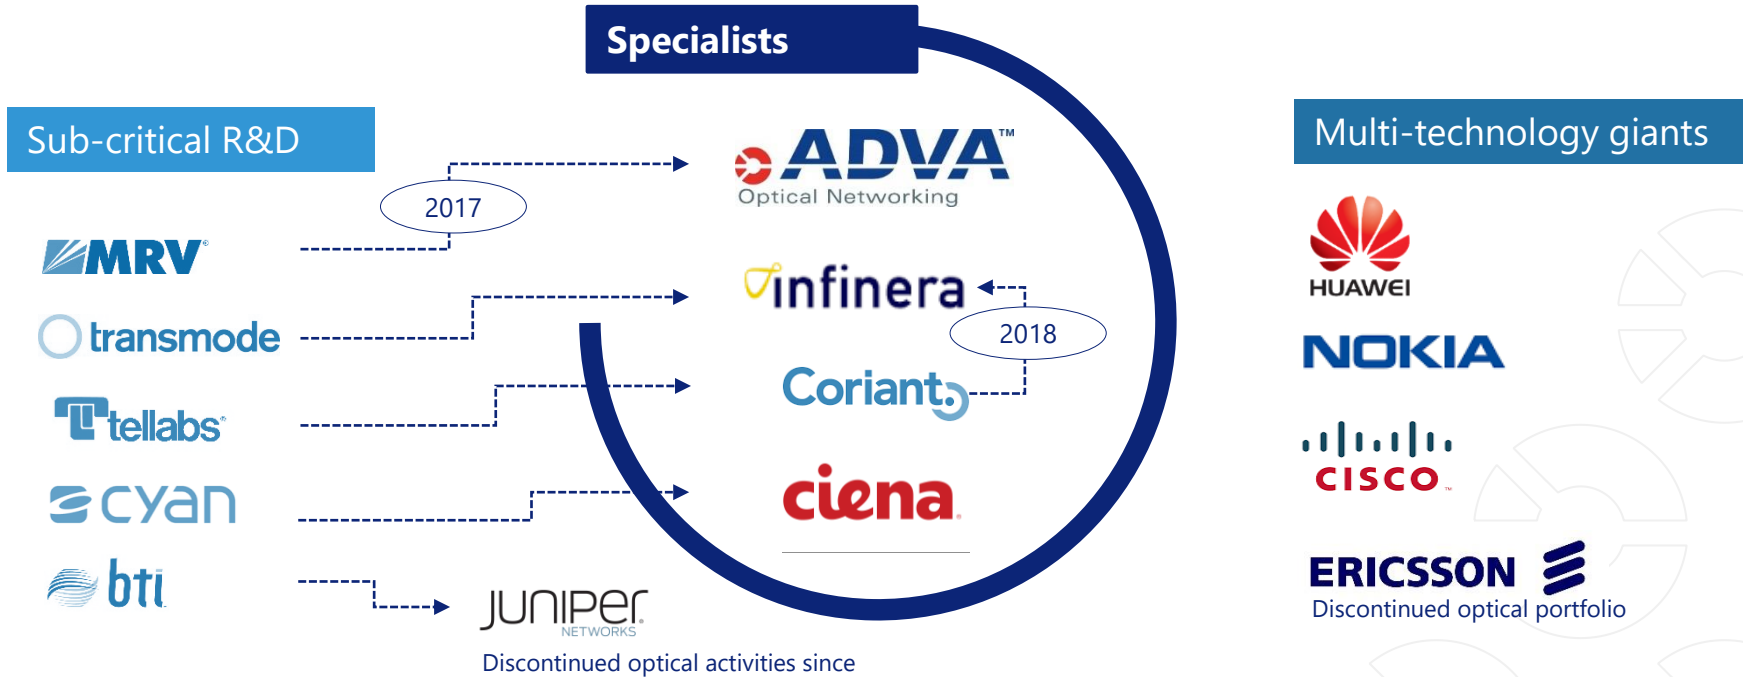 Specialists
Sub-critical R&D
Multi-technology giants
2017
MRV®
transmode
tellabs®
cyan
bti
ADVA™
Optical Networking
infinera
2018
Coriant
ciena®
JUNIPEr
NETWORKS
Discontinued optical activities since
HUAWEI
NOKIA
CISCO™
ERICSSON
Discontinued optical portfolio